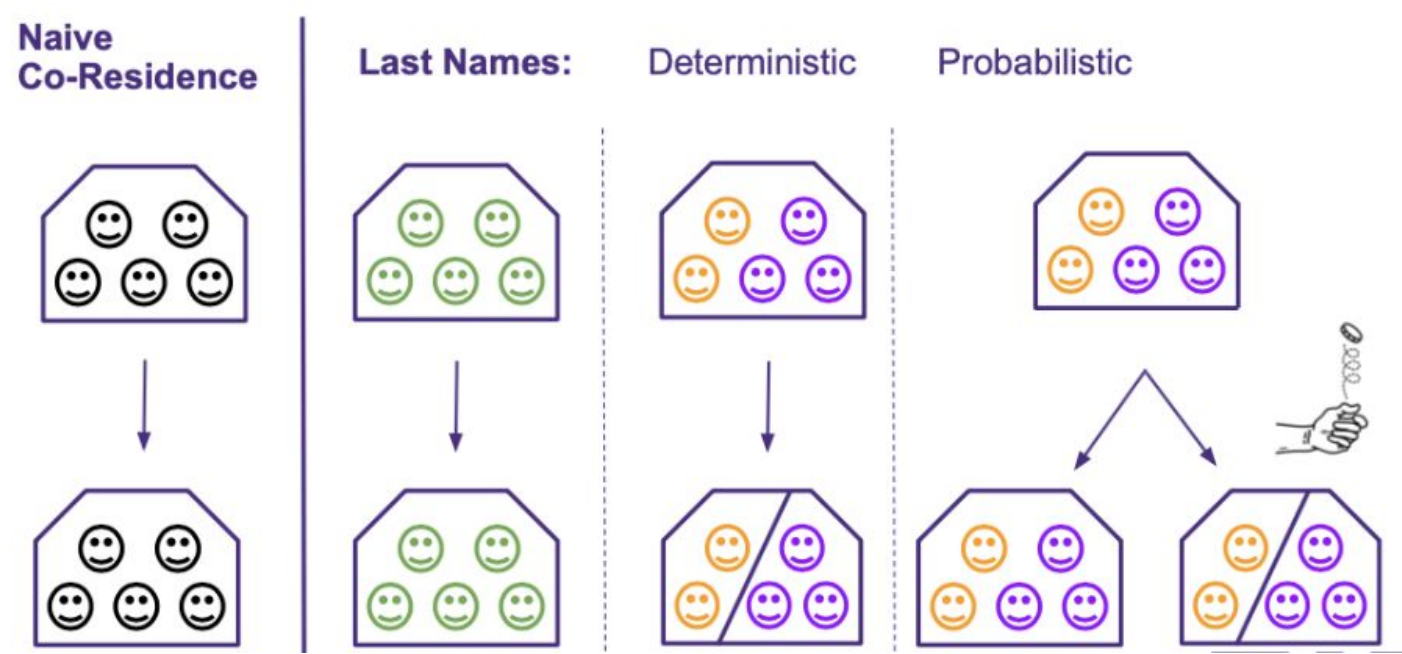 Naive
Co-Residence
Last Names:
Deterministic
Probabilistic